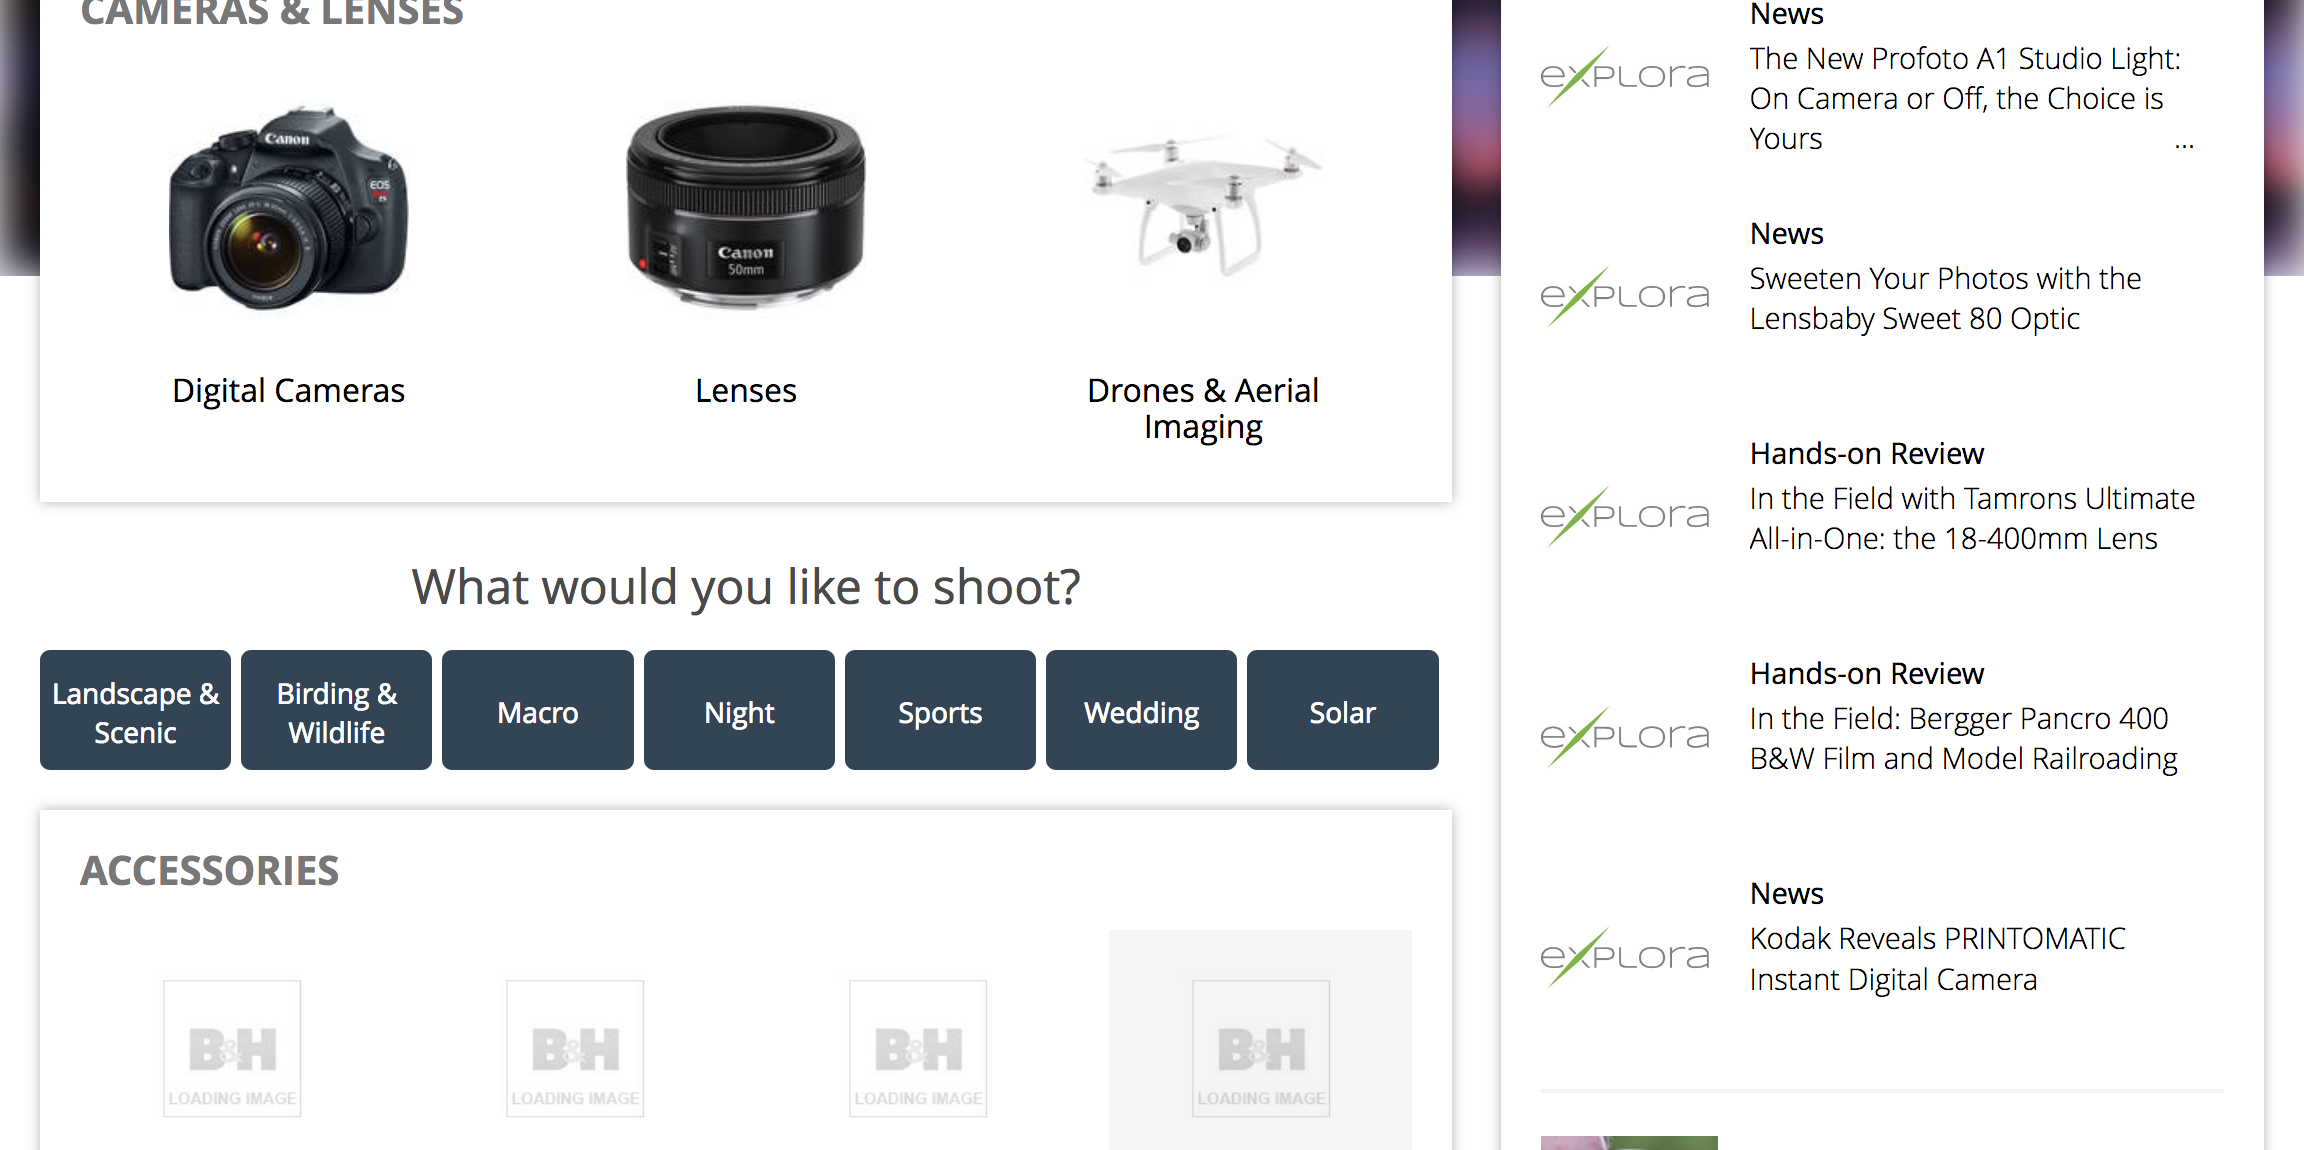 CAMERAS & LENSES
Canon
EOS
Canon
50mm
Digital Cameras
Lenses
Drones & Aerial
Imaging
What would you like to shoot?
Landscape &
Scenic
Birding &
Wildlife
Macro
Night
Sports
Wedding
Solar
ACCESSORIES
B&H
LOADING IMAGE
B&H
LOADING IMAGE
B&H
LOADING IMAGE
B&H
LOADING IMAGE
News
explora
The New Profoto A1 Studio Light:
On Camera or Off, the Choice is
Yours ...
News
explora
Sweeten Your Photos with the
Lensbaby Sweet 80 Optic
Hands-on Review
explora
In the Field with Tamrons Ultimate
All-in-One: the 18-400mm Lens
Hands-on Review
explora
In the Field: Bergger Pancro 400
B&W Film and Model Railroading
News
explora
Kodak Reveals PRINTOMATIC
Instant Digital Camera